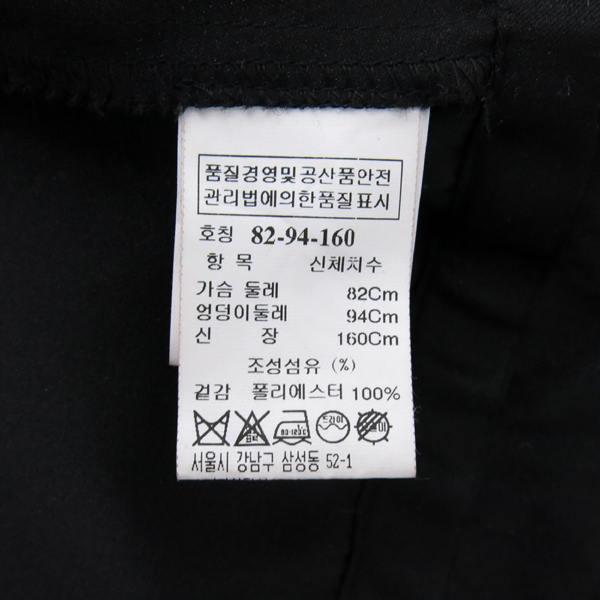 품질경영및공산품안전
관리법에의한품질표시
호칭 82-94-160
항 목 신체치수
가슴 둘레 82Cm
엉덩이둘레 94Cm
신 장 160Cm
조성섬유 (%)
겉감 폴리에스터 100%
드라이
서울시 강남구 삼성동 52-1